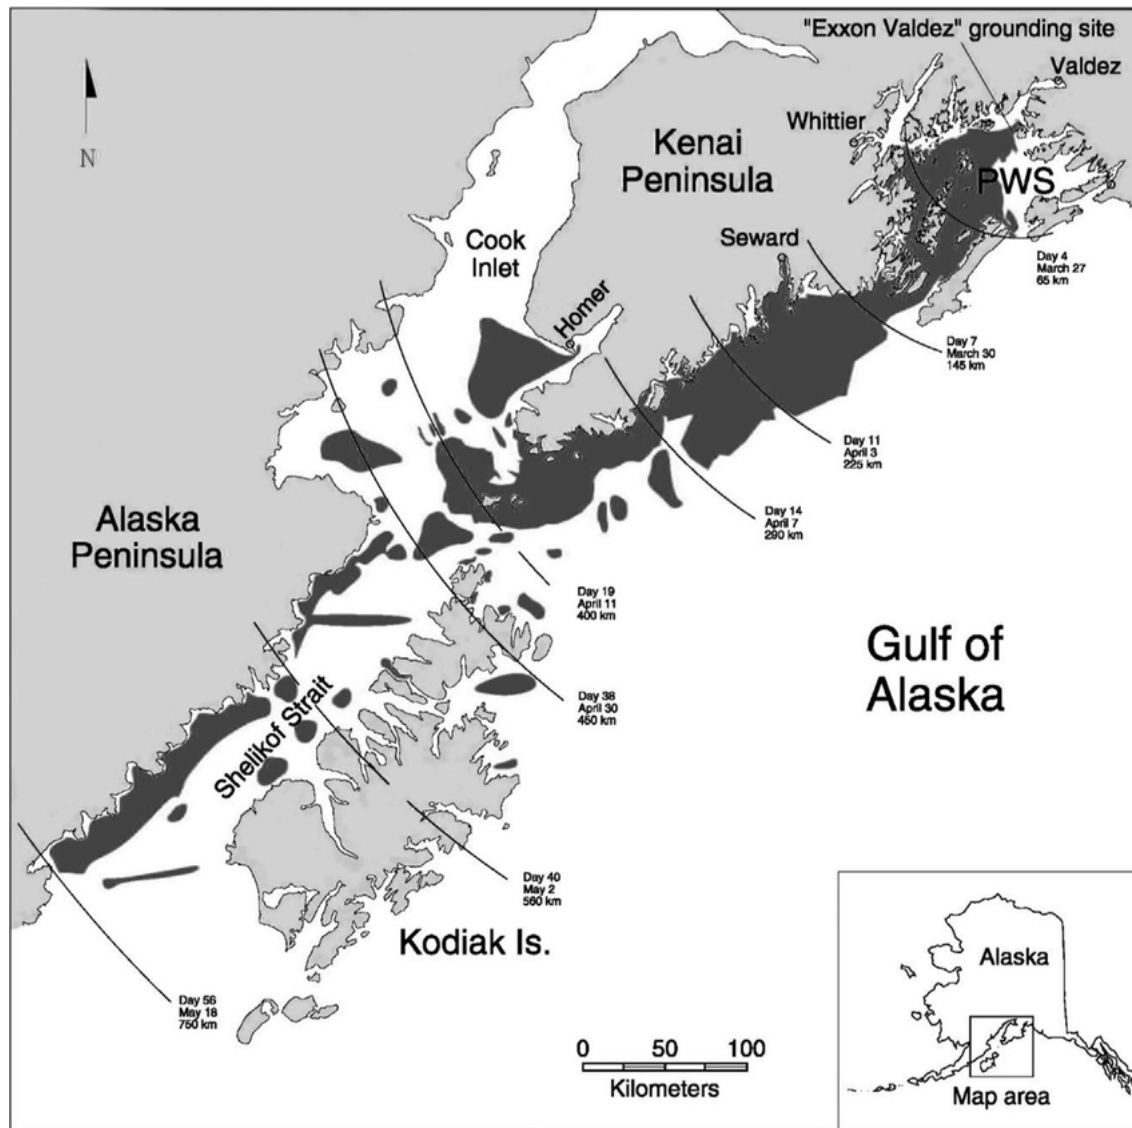 "Exxon Valdez" grounding site
Valdez
Whittier
Kenai
Peninsula
PWS
N
Seward
Cook
Inlet
Day 4
March 27
65 km
Homer
Day 7
March 30
145 km
Day 11
April 3
225 km
Alaska
Peninsula
Day 14
April 7
290 km
Day 19
April 11
400 km
Gulf of
Alaska
Day 38
April 30
450 km
Shelikof Strait
Day 40
May 2
560 km
Kodiak Is.
Day 56
May 18
750 km
0 50 100
Kilometers
Alaska
Map area